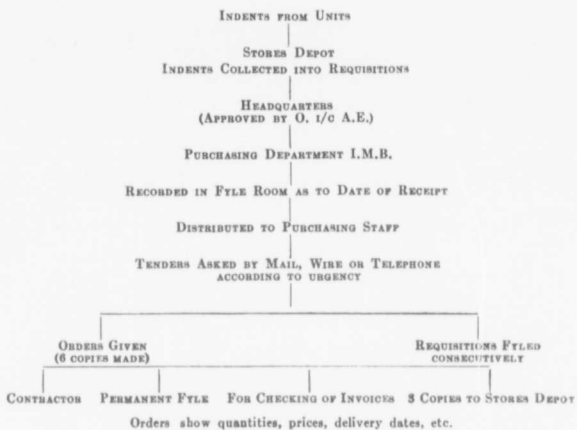 INDENTS FROM UNITS
STORES DEPOT
INDENTS COLLECTED INTO REQUISITIONS
HEADQUARTERS
(APPROVED BY O. I/C A.E.)
PURCHASING DEPARTMENT I.M.B.
RECORDED IN FYLE ROOM AS TO DATE OF RECEIPT
DISTRIBUTED TO PURCHASING STAFF
TENDERS ASKED BY MAIL, WIRE OR TELEPHONE
ACCORDING TO URGENCY
ORDERS GIVEN
(6 COPIES MADE)
REQUISITIONS FYLED
CONSECUTIVELY
CONTRACTOR PERMANENT FYLE FOR CHECKING OF INVOICES 3 COPIES TO STORES DEPOT
Orders show quantities, prices, delivery dates, etc.